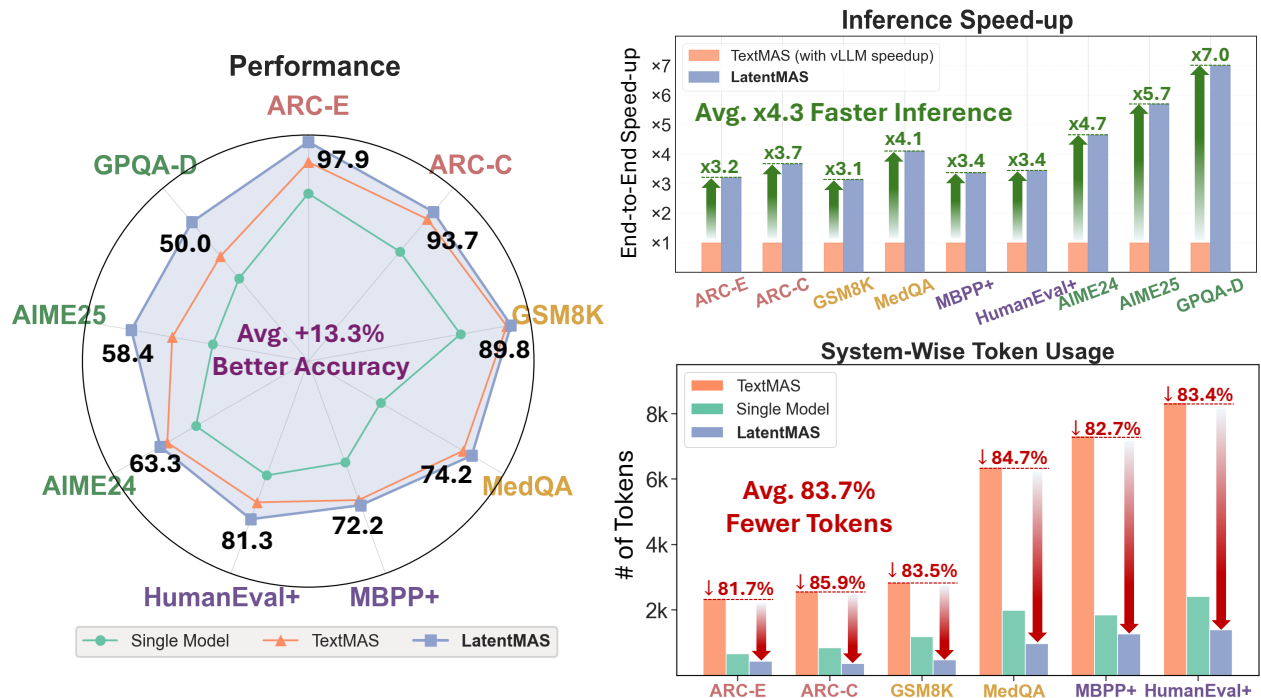 Performance
ARC-E
ARC-C
GSM8K
MedQA
MBPP+
HumanEval+
AIME24
AIME25
GPQA-D
97.9
93.7
89.8
74.2
72.2
81.3
63.3
58.4
50.0
Avg. +13.3%
Better Accuracy
Single Model
TextMAS
LatentMAS
Inference Speed-up
End-to-End Speed-up
×7
×6
×5
×4
×3
×2
×1
TextMAS (with vLLM speedup)
LatentMAS
Avg. x4.3 Faster Inference
x3.2
x3.7
x3.1
x4.1
x3.4
x3.4
x4.7
x5.7
x7.0
ARC-E
ARC-C
GSM8K
MedQA
MBPP+
HumanEval+
AIME24
AIME25
GPQA-D
System-Wise Token Usage
# of Tokens
8k
6k
4k
2k
TextMAS
Single Model
LatentMAS
Avg. 83.7%
Fewer Tokens
↓81.7%
↓85.9%
↓83.5%
↓84.7%
↓82.7%
↓83.4%
ARC-E
ARC-C
GSM8K
MedQA
MBPP+
HumanEval+